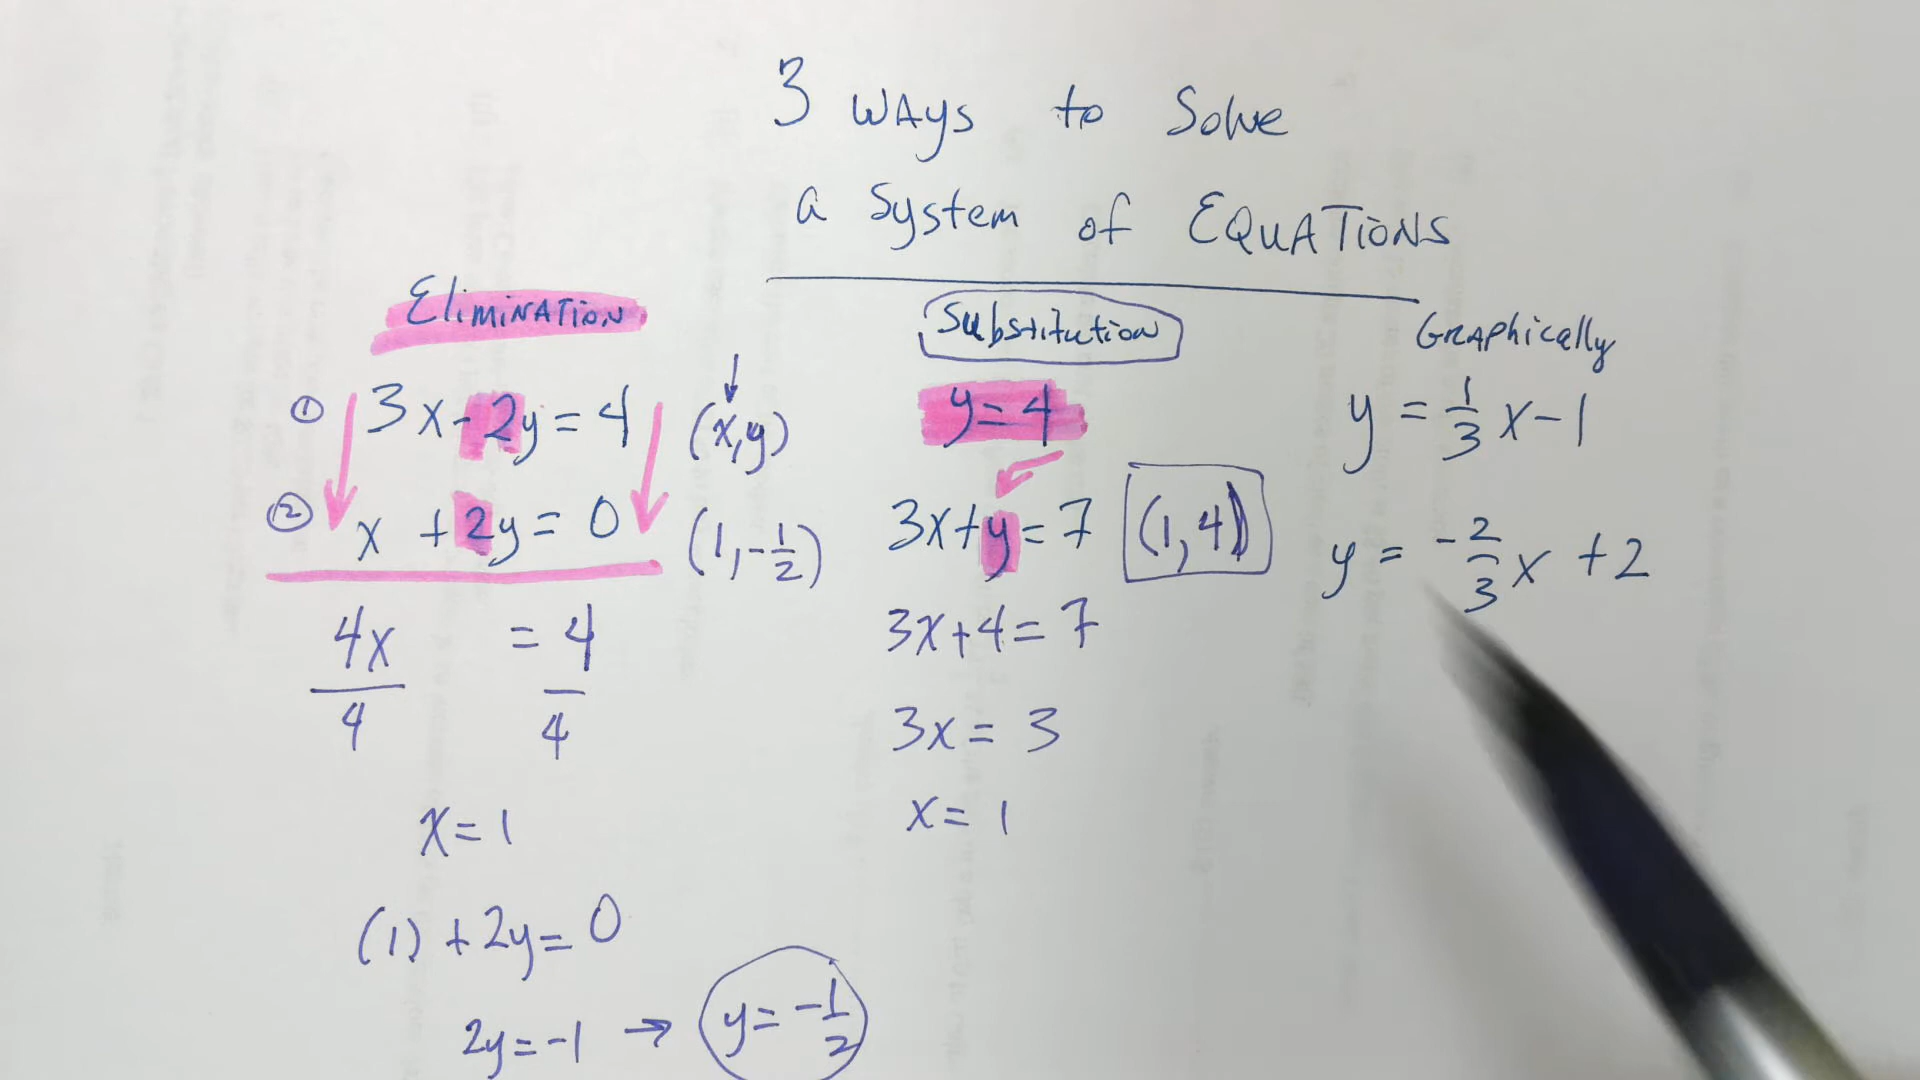 3 WAys to Solve
a System of EQUATIONS
Elimination
① 3x-2y=4
② x +2y=0
4x = 4
4 4
x=1
(1)+2y=0
2y=-1 → y=-1/2
(x,y)
(1,-1/2)
Substitution
y=4
3x+y=7
(1,4)
3x+4=7
3x=3
x=1
GRAphically
y=1/3x-1
y=-2/3x+2